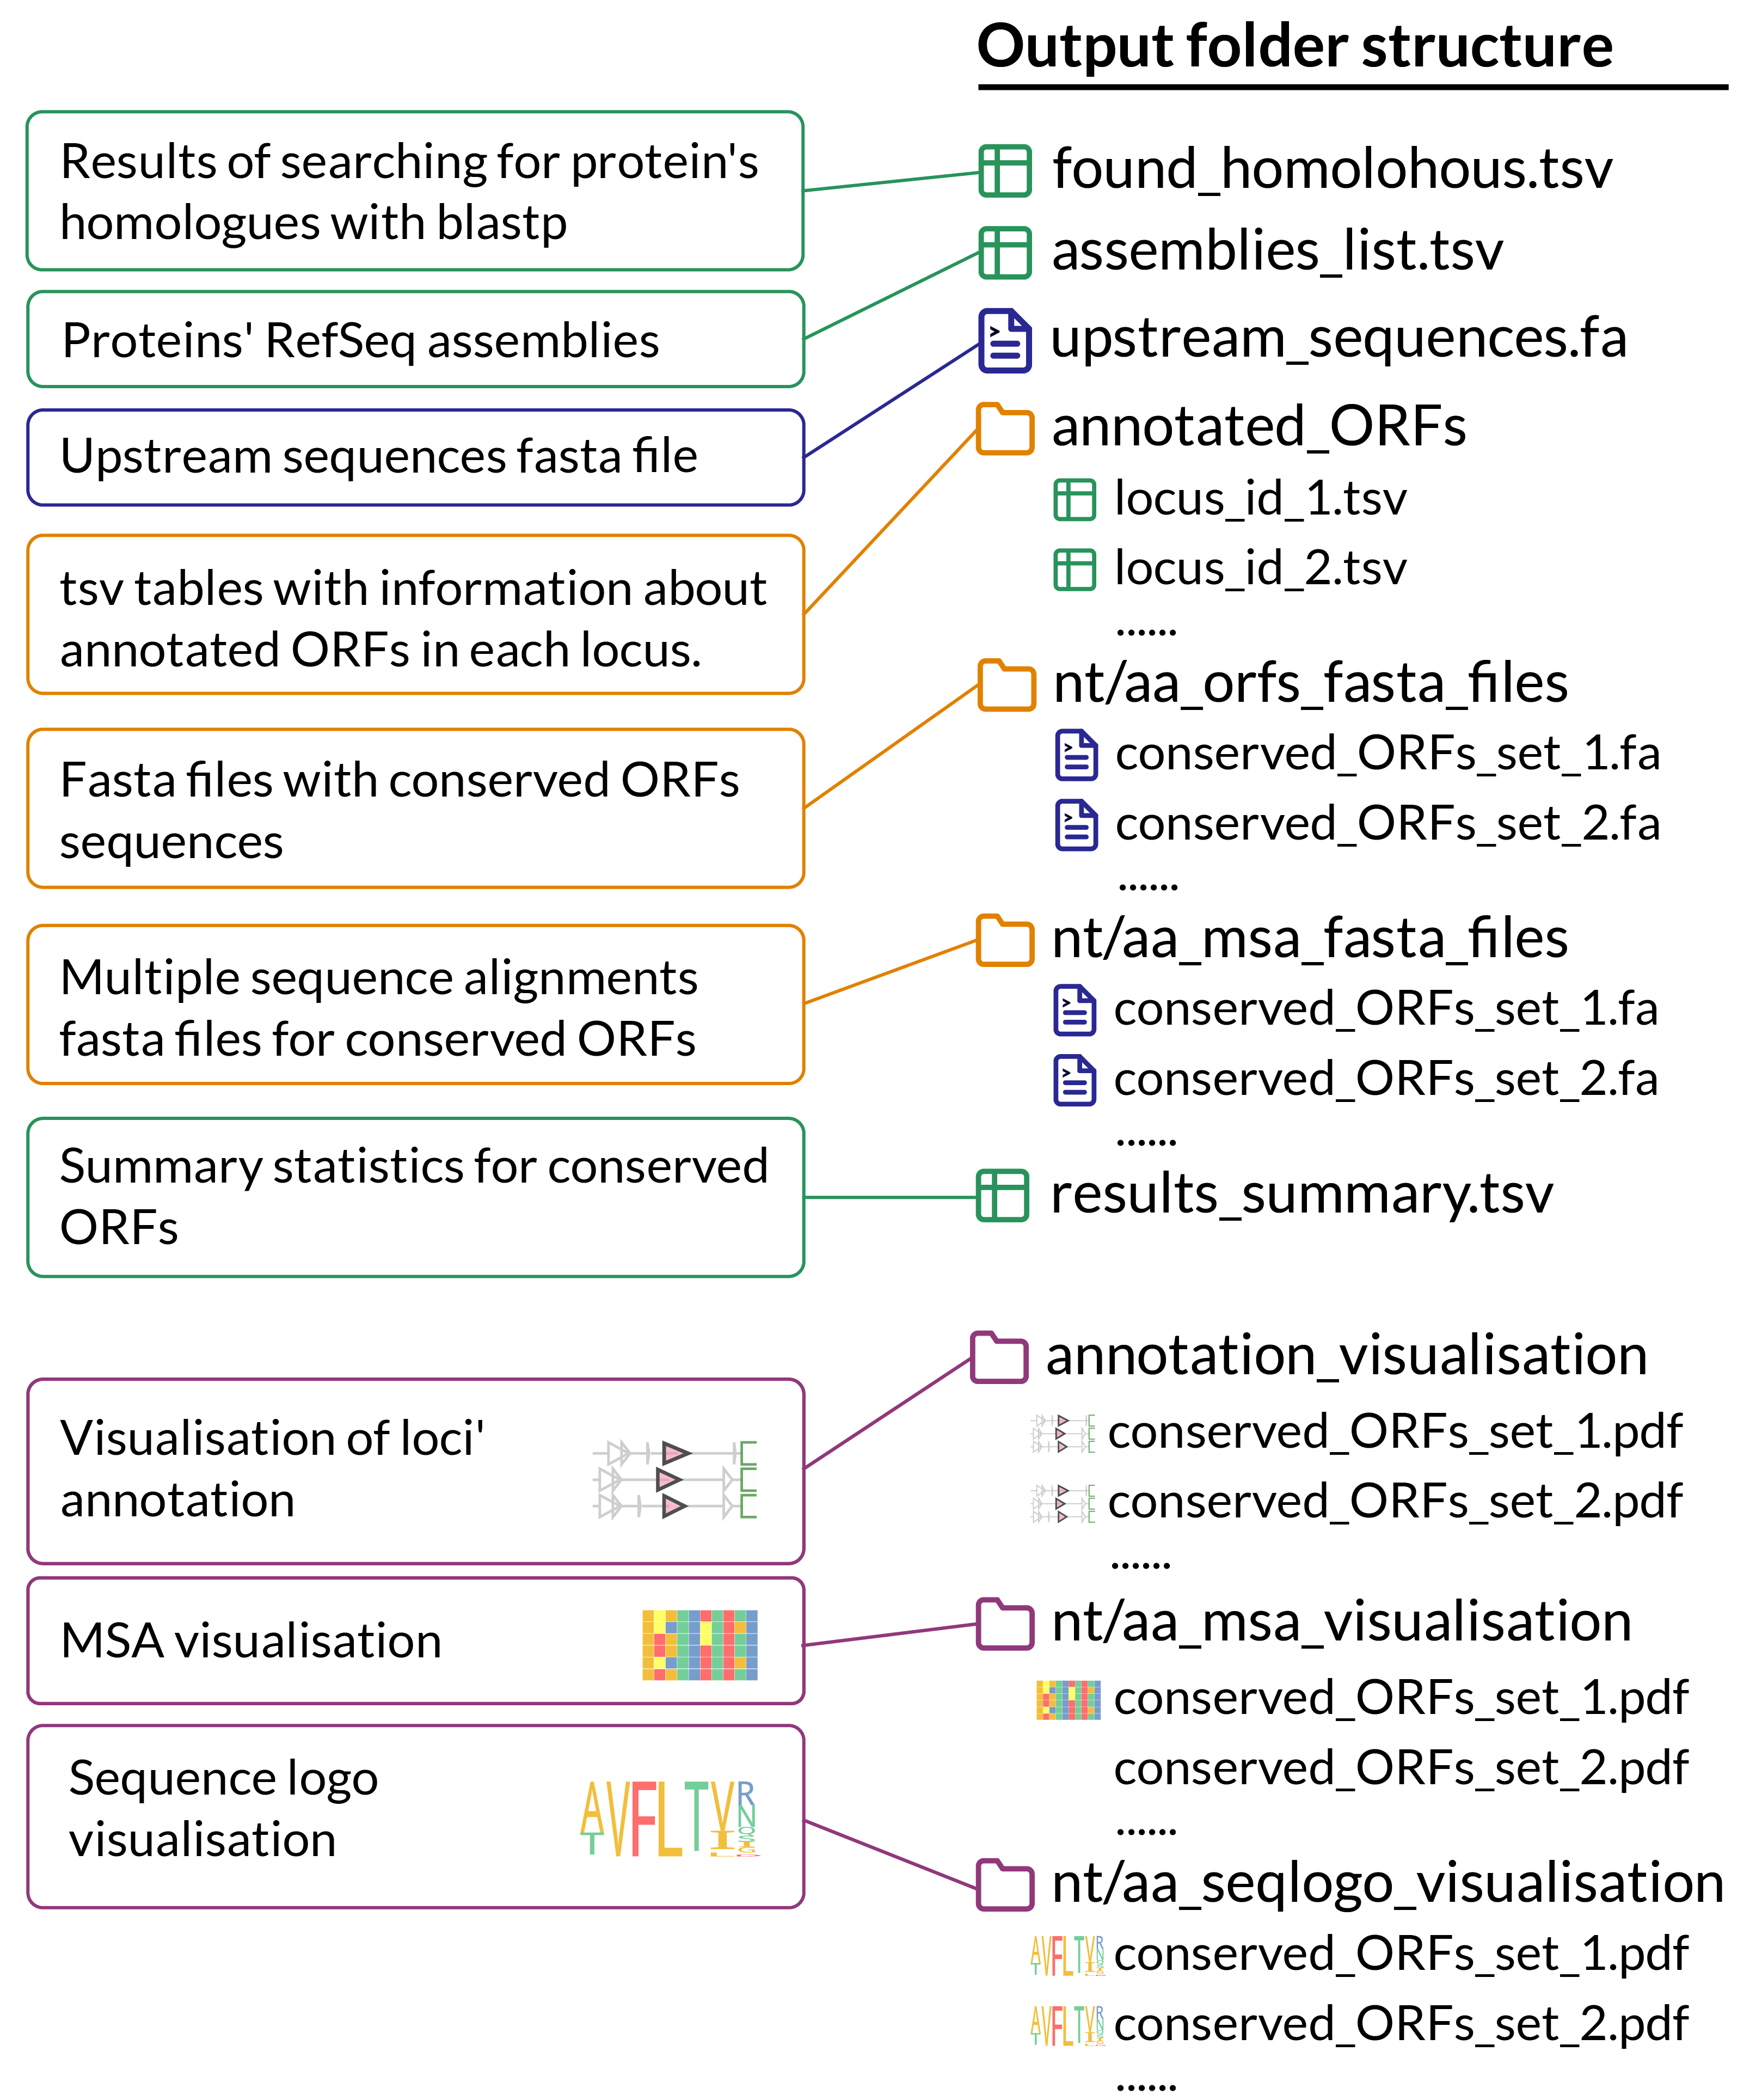 Output folder structure
Results of searching for protein's
homologues with blastp
found_homolohous.tsv
Proteins' RefSeq assemblies
assemblies_list.tsv
Upstream sequences fasta file
upstream_sequences.fa
tsv tables with information about
annotated ORFs in each locus.
annotated_ORFs
locus_id_1.tsv
locus_id_2.tsv
......
Fasta files with conserved ORFs
sequences
nt/aa_orfs_fasta_files
conserved_ORFs_set_1.fa
conserved_ORFs_set_2.fa
......
Multiple sequence alignments
fasta files for conserved ORFs
nt/aa_msa_fasta_files
conserved_ORFs_set_1.fa
conserved_ORFs_set_2.fa
......
Summary statistics for conserved
ORFs
results_summary.tsv
Visualisation of loci'
annotation
annotation_visualisation
conserved_ORFs_set_1.pdf
conserved_ORFs_set_2.pdf
......
MSA visualisation
nt/aa_msa_visualisation
conserved_ORFs_set_1.pdf
conserved_ORFs_set_2.pdf
......
Sequence logo
visualisation
AVFLTV
nt/aa_seqlogo_visualisation
conserved_ORFs_set_1.pdf
conserved_ORFs_set_2.pdf
......